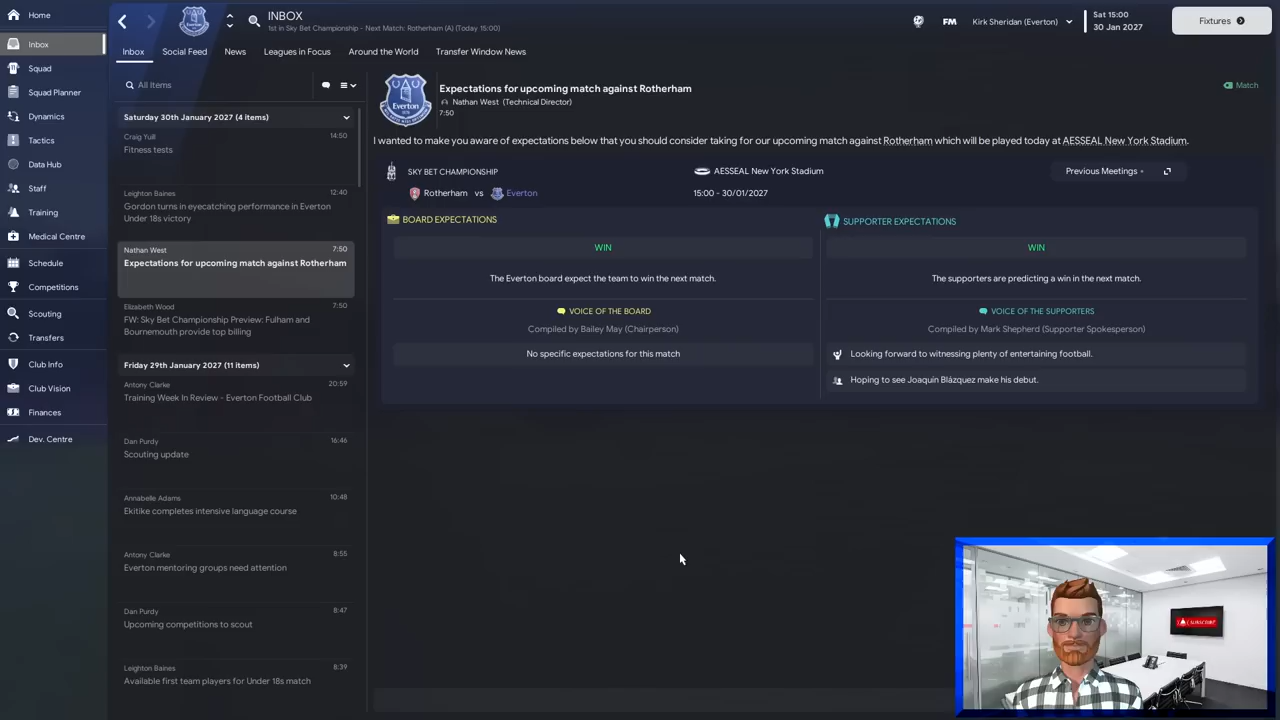 INBOX
1st in Sky Bet Championship - Next Match: Rotherham (A) (Today 15:00)
FM
Kirk Sheridan (Everton)
Sat 15:00
30 Jan 2027
Fixtures
Home
Inbox
Squad
Squad Planner
Dynamics
Tactics
Data Hub
Staff
Training
Medical Centre
Schedule
Competitions
Scouting
Transfers
Club Info
Club Vision
Finances
Dev. Centre
Inbox
Social Feed
News
Leagues in Focus
Around the World
Transfer Window News
All Items
Saturday 30th January 2027 (4 items)
Craig Yuill 14:50
Fitness tests
Leighton Baines 12:40
Gordon turns in eyecatching performance in Everton
Under 18s victory
Nathan West 7:50
Expectations for upcoming match against Rotherham
Elizabeth Wood 7:50
FW: Sky Bet Championship Preview: Fulham and
Bournemouth provide top billing
Friday 29th January 2027 (11 items)
Antony Clarke 20:59
Training Week In Review - Everton Football Club
Dan Purdy 16:46
Scouting update
Annabelle Adams 10:48
Ekitike completes intensive language course
Antony Clarke 8:55
Everton mentoring groups need attention
Dan Purdy 8:47
Upcoming competitions to scout
Leighton Baines 8:39
Available first team players for Under 18s match
Everton
Expectations for upcoming match against Rotherham
Nathan West (Technical Director)
7:50
Match
I wanted to make you aware of expectations below that you should consider taking for our upcoming match against Rotherham which will be played today at AESSEAL New York Stadium.
SKY BET CHAMPIONSHIP
AESSEAL New York Stadium
Previous Meetings
Rotherham vs Everton
15:00 - 30/01/2027
BOARD EXPECTATIONS
WIN
The Everton board expect the team to win the next match.
VOICE OF THE BOARD
Compiled by Bailey May (Chairperson)
No specific expectations for this match
SUPPORTER EXPECTATIONS
WIN
The supporters are predicting a win in the next match.
VOICE OF THE SUPPORTERS
Compiled by Mark Shepherd (Supporter Spokesperson)
Looking forward to witnessing plenty of entertaining football.
Hoping to see Joaquín Blázquez make his debut.
SUBSCRIBE